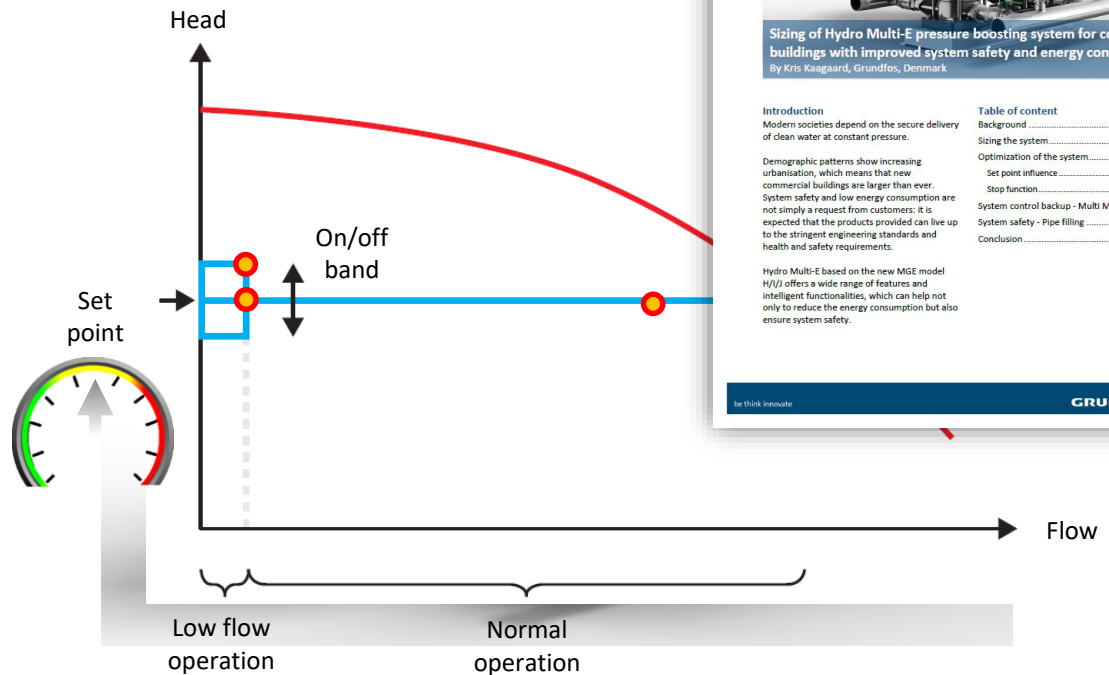 Head
On/off
band
Set
point
Flow
Low flow
operation
Normal
operation
Sizing of Hydro Multi-E pressure boosting system for
buildings with improved system safety and energy
By Kris Kaagaard, Grundfos, Denmark
Introduction
Modern societies depend on the secure delivery
of clean water at constant pressure.
Demographic patterns show increasing
urbanisation, which means that new
commercial buildings are larger than ever.
System safety and low energy consumption are
not simply a request from customers: it is
expected that the products provided can live up
to the stringent engineering standards and
health and safety requirements.
Hydro Multi-E based on the new MGE model
H/I/J offers a wide range of features and
intelligent functionalities, which can help not
only to reduce the energy consumption but also
ensure system safety.
Table of content
Background
Sizing the system
Optimization of the system
Set point influence
Stop function
System control backup - Multi
System safety - Pipe filling
Conclusion
be think innovate